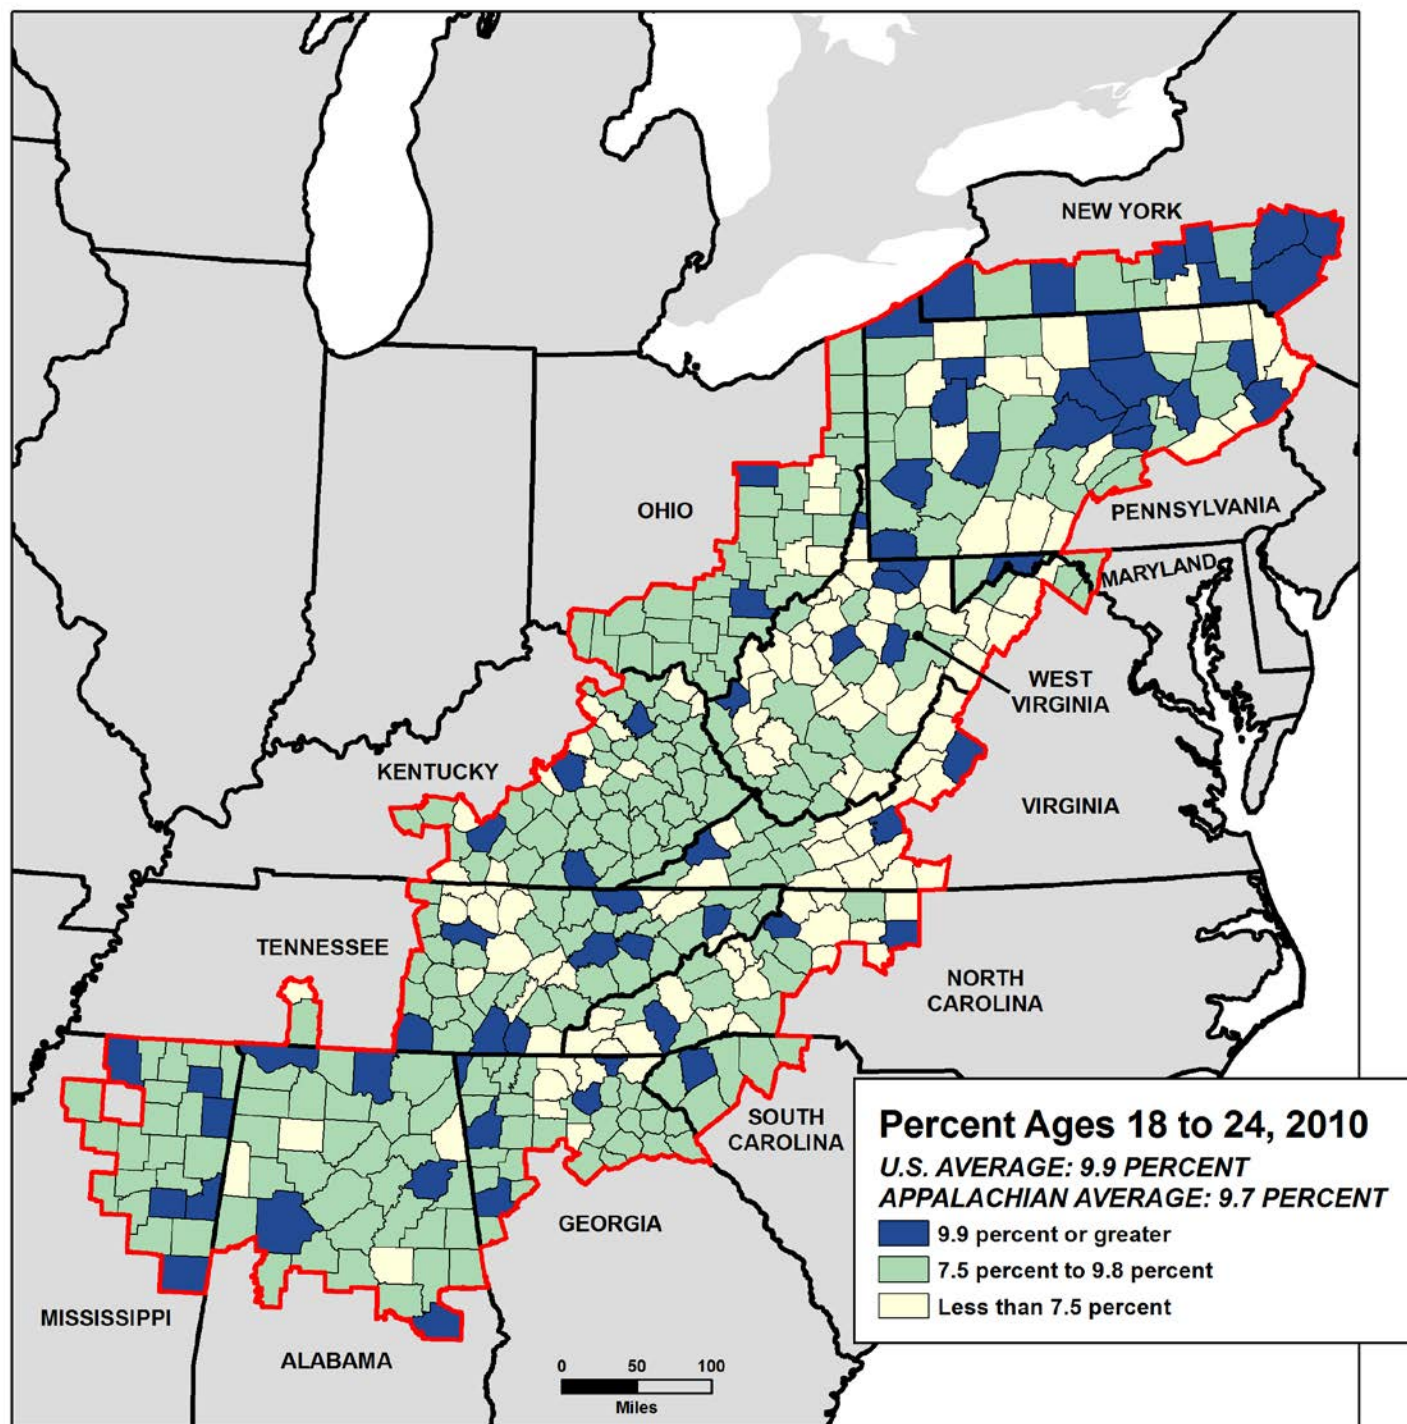 NEW YORK
OHIO
PENNSYLVANIA
MARYLAND
WEST
VIRGINIA
KENTUCKY
VIRGINIA
TENNESSEE
NORTH
CAROLINA
SOUTH
CAROLINA
GEORGIA
MISSISSIPPI
ALABAMA
Percent Ages 18 to 24, 2010
U.S. AVERAGE: 9.9 PERCENT
APPALACHIAN AVERAGE: 9.7 PERCENT
9.9 percent or greater
7.5 percent to 9.8 percent
Less than 7.5 percent
0 50 100
Miles